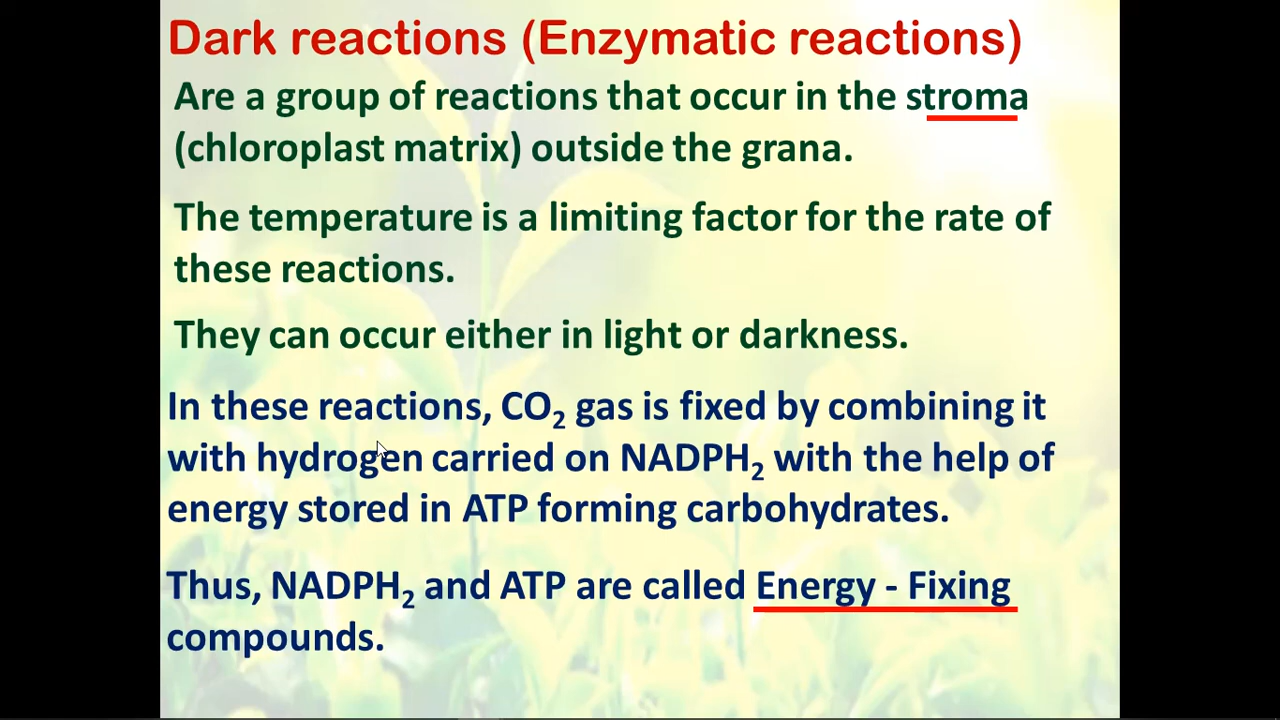 Dark reactions (Enzymatic reactions)
Are a group of reactions that occur in the stroma
(chloroplast matrix) outside the grana.
The temperature is a limiting factor for the rate of
these reactions.
They can occur either in light or darkness.
In these reactions, CO₂ gas is fixed by combining it
with hydrogen carried on NADPH₂ with the help of
energy stored in ATP forming carbohydrates.
Thus, NADPH₂ and ATP are called Energy - Fixing
compounds.